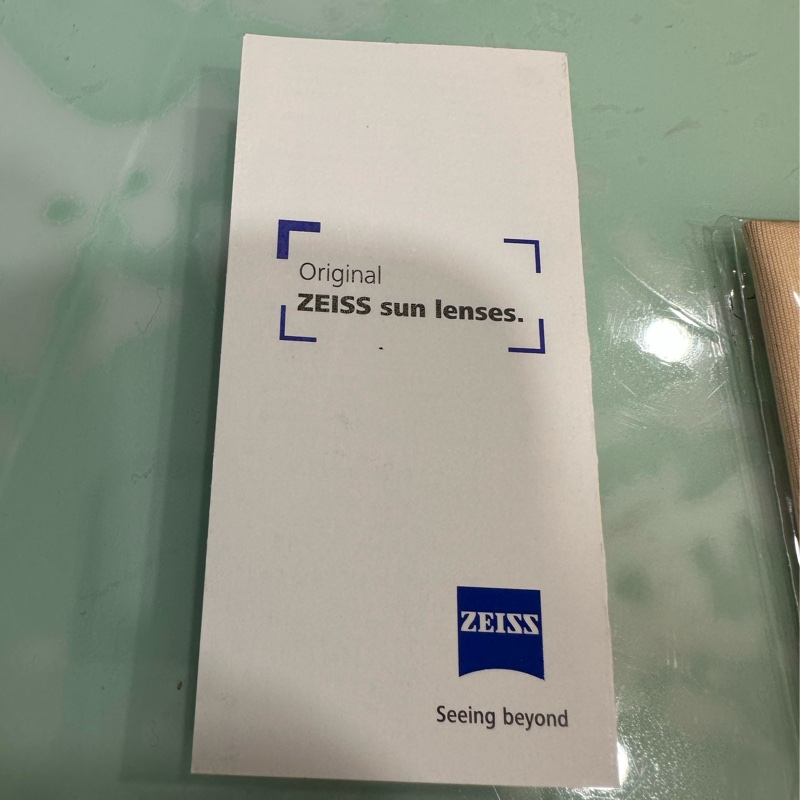 Original
ZEISS sun lenses.
ZEISS
Seeing beyond